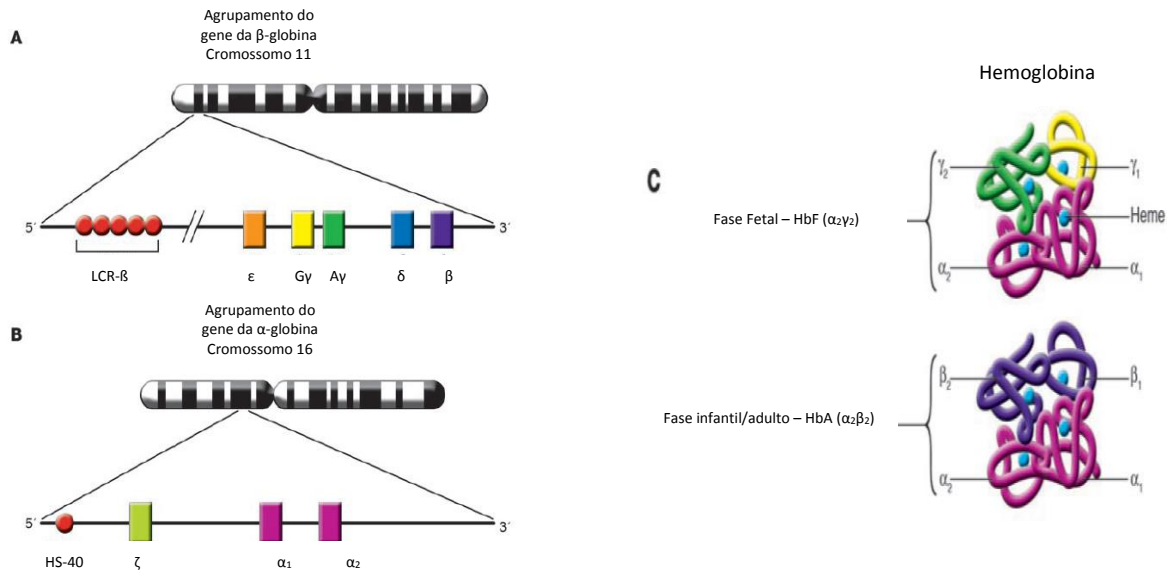 A
Agrupamento do
gene da β-globina
Cromossomo 11
5´
3´
LCR-ß
ε
Gγ
Aγ
δ
β
B
Agrupamento do
gene da α-globina
Cromossomo 16
5´
3´
HS-40
ζ
α₁
α₂
C
Hemoglobina
Fase Fetal – HbF (α₂γ₂)
γ₂
γ₁
Heme
α₂
α₁
Fase infantil/adulto – HbA (α₂β₂)
β₂
β₁
α₂
α₁